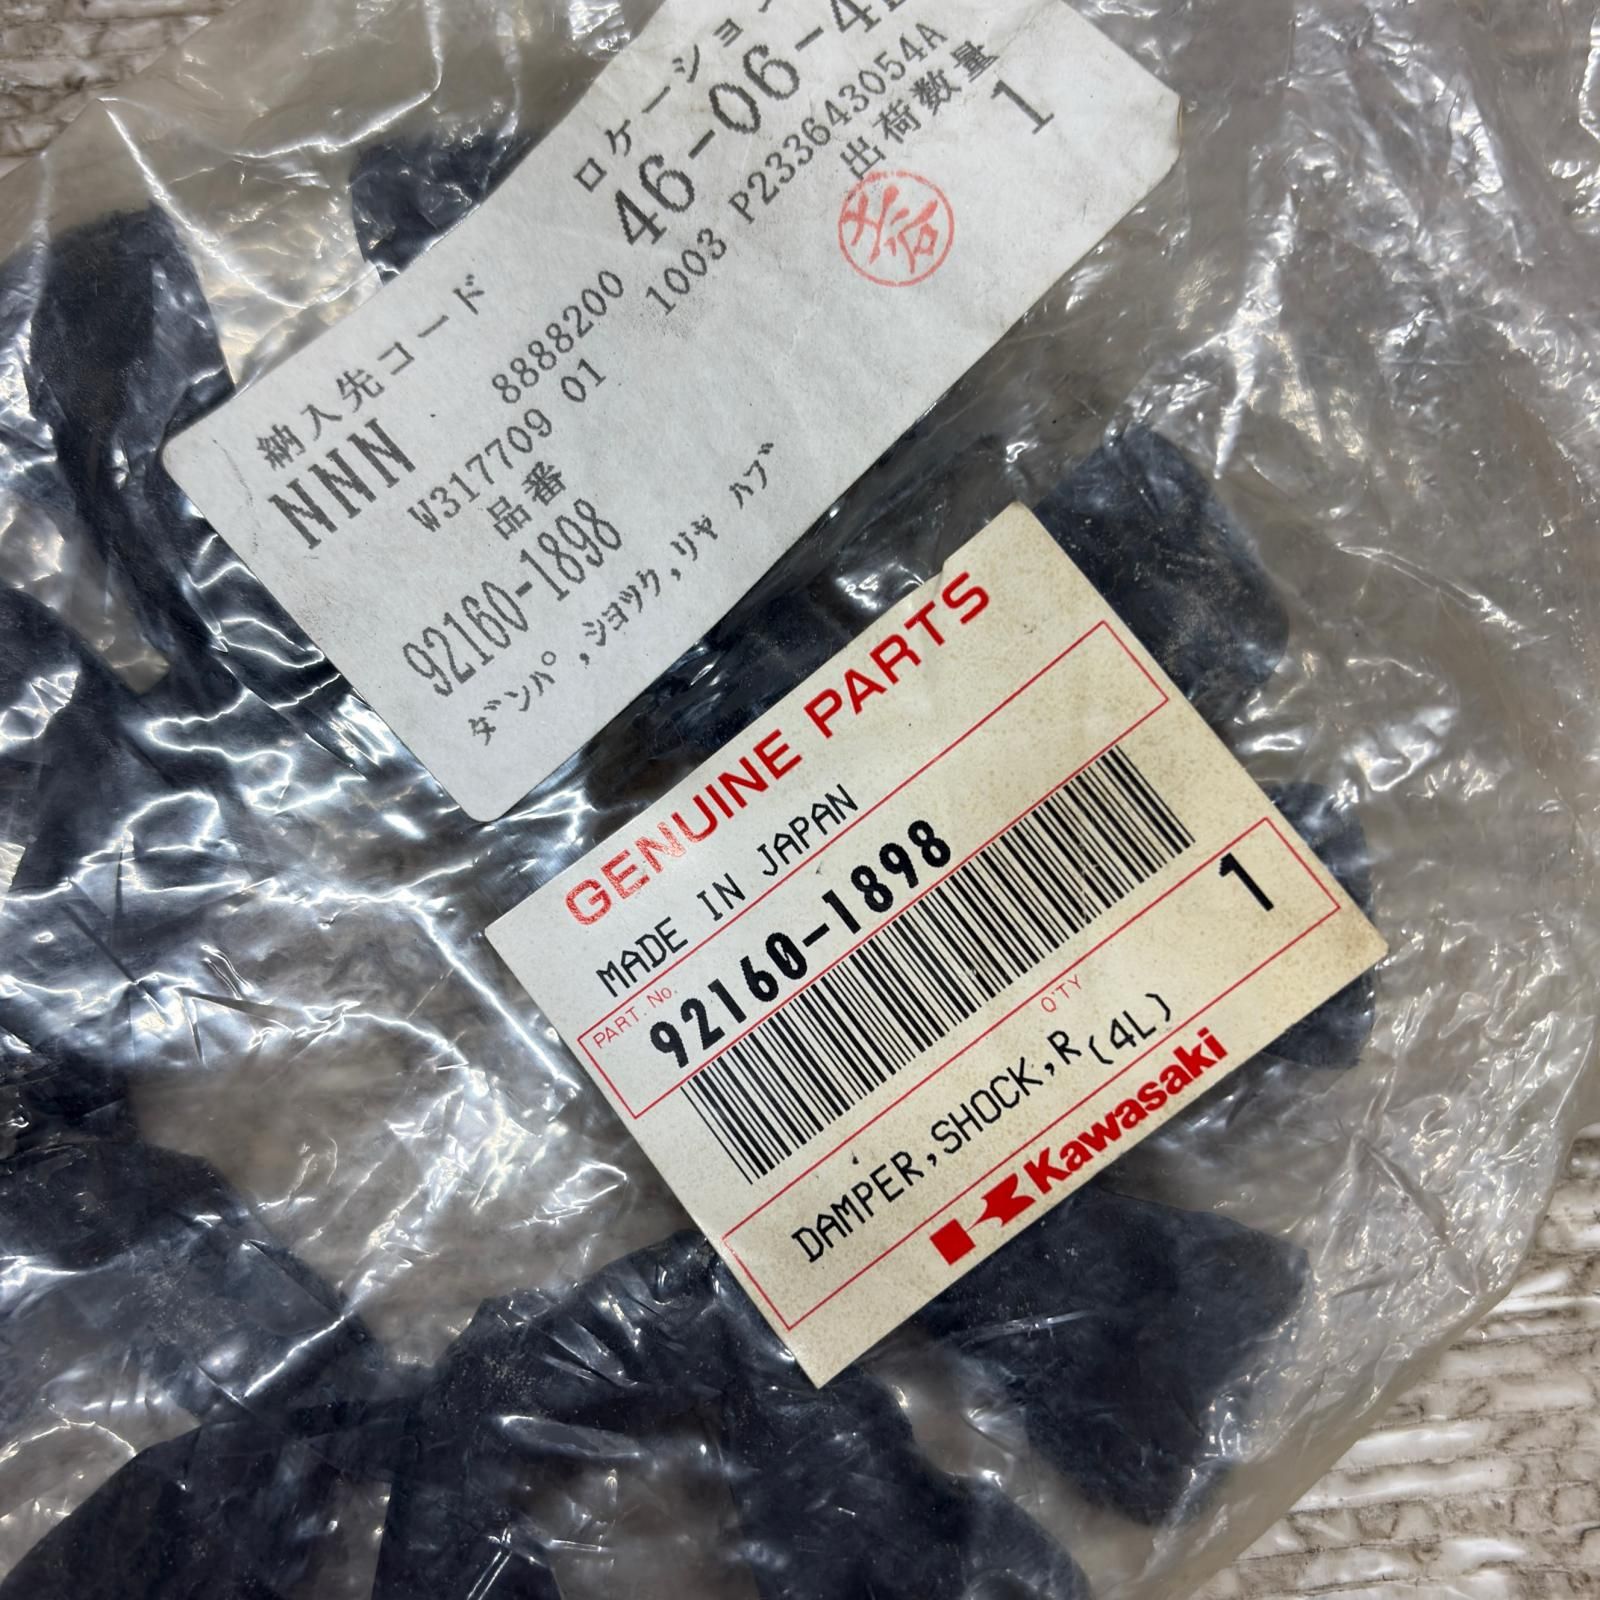 納入先コード
ロケーショ
NNN
8888200
46-06-4
W317709 01
1003 P233643054A
品番
出荷数量
92160-1898
1
ダンパ,ショック,リヤ ハブ
GENUINE PARTS
MADE IN JAPAN
PART. No.
92160-1898
Q'TY
1
DAMPER,SHOCK,R(4L)
Kawasaki